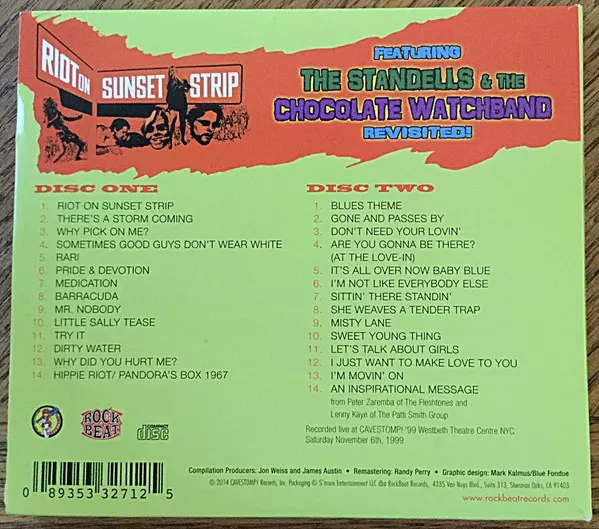 RIOT ON
SUNSET STRIP
FEATURING
THE STANDELLS & THE
CHOCOLATE WATCHBAND
REVISITED!
DISC ONE
1. RIOT ON SUNSET STRIP
2. THERE'S A STORM COMING
3. WHY PICK ON ME?
4. SOMETIMES GOOD GUYS DON'T WEAR WHITE
5. RARI
6. PRIDE & DEVOTION
7. MEDICATION
8. BARRACUDA
9. MR. NOBODY
10. LITTLE SALLY TEASE
11. TRY IT
12. DIRTY WATER
13. WHY DID YOU HURT ME?
14. HIPPIE RIOT/ PANDORA'S BOX 1967
DISC TWO
1. BLUES THEME
2. GONE AND PASSES BY
3. DON'T NEED YOUR LOVIN'
4. ARE YOU GONNA BE THERE?
(AT THE LOVE-IN)
5. IT'S ALL OVER NOW BABY BLUE
6. I'M NOT LIKE EVERYBODY ELSE
7. SITTIN' THERE STANDIN'
8. SHE WEAVES A TENDER TRAP
9. MISTY LANE
10. SWEET YOUNG THING
11. LET'S TALK ABOUT GIRLS
12. I JUST WANT TO MAKE LOVE TO YOU
13. I'M MOVIN' ON
14. AN INSPIRATIONAL MESSAGE
from Peter Zaremba of The Fleshtones and
Lenny Kaye of The Patti Smith Group
Recorded live at CAVESTOMP! '99 Westbeth Theatre Centre NYC
Saturday November 6th, 1999
ROCK
BEAT
COMPACT
disc
0 89353 32712 5
Compilation Producers: Jon Weiss and James Austin • Remastering: Randy Perry • Graphic design: Mark Kalmus/Blue Fondue
© 2014 CAVESTOMP! Records, Inc. Packaging © S'more Entertainment LLC dba RockBeat Records, 4335 Van Nuys Blvd., Suite 313, Sherman Oaks, CA 91403
www.rockbeatrecords.com